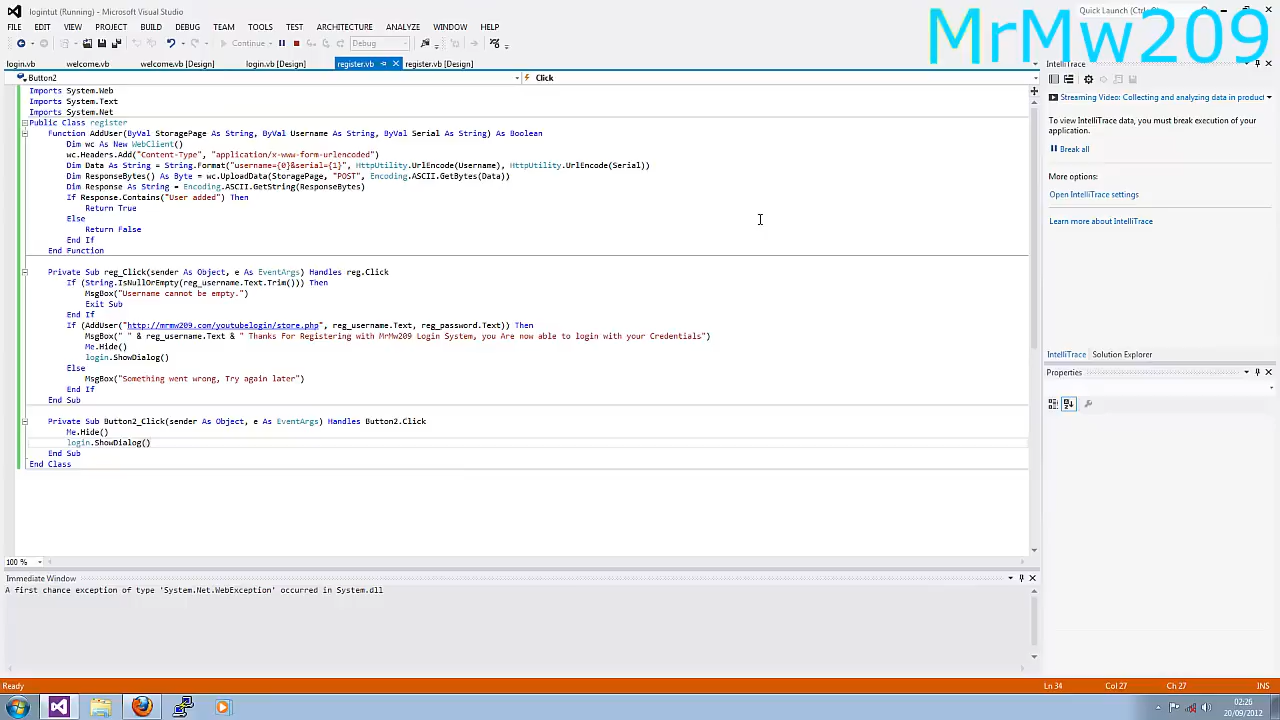 logintut (Running) - Microsoft Visual Studio
Quick Launch (Ctrl+Q)
MrMw209
FILE EDIT VIEW PROJECT BUILD DEBUG TEAM TOOLS TEST ARCHITECTURE ANALYZE WINDOW HELP
Continue Debug
login.vb welcome.vb welcome.vb [Design] login.vb [Design] register.vb register.vb [Design]
Button2 Click
Imports System.Web
Imports System.Text
Imports System.Net
Public Class register
Function AddUser(ByVal StoragePage As String, ByVal Username As String, ByVal Serial As String) As Boolean
Dim wc As New WebClient()
wc.Headers.Add("Content-Type", "application/x-www-form-urlencoded")
Dim Data As String = String.Format("username={0}&serial={1}", HttpUtility.UrlEncode(Username), HttpUtility.UrlEncode(Serial))
Dim ResponseBytes() As Byte = wc.UploadData(StoragePage, "POST", Encoding.ASCII.GetBytes(Data))
Dim Response As String = Encoding.ASCII.GetString(ResponseBytes)
If Response.Contains("User added") Then
Return True
Else
Return False
End If
End Function
Private Sub reg_Click(sender As Object, e As EventArgs) Handles reg.Click
If (String.IsNullOrEmpty(reg_username.Text.Trim())) Then
MsgBox("Username cannot be empty.")
Exit Sub
End If
If (AddUser("http://mrmw209.com/youtubelogin/store.php", reg_username.Text, reg_password.Text)) Then
MsgBox(" " & reg_username.Text & " Thanks For Registering with MrMw209 Login System, you Are now able to login with your Credentials")
Me.Hide()
login.ShowDialog()
Else
MsgBox("Something went wrong, Try again later")
End If
End Sub
Private Sub Button2_Click(sender As Object, e As EventArgs) Handles Button2.Click
Me.Hide()
login.ShowDialog()
End Sub
End Class
100 %
Immediate Window
A first chance exception of type 'System.Net.WebException' occurred in System.dll
IntelliTrace
Streaming Video: Collecting and analyzing data in product
To view IntelliTrace data, you must break execution of your
application.
Break all
More options:
Open IntelliTrace settings
Learn more about IntelliTrace
IntelliTrace Solution Explorer
Properties
Ready Ln 34 Col 27 Ch 27 INS
02:26
20/09/2012